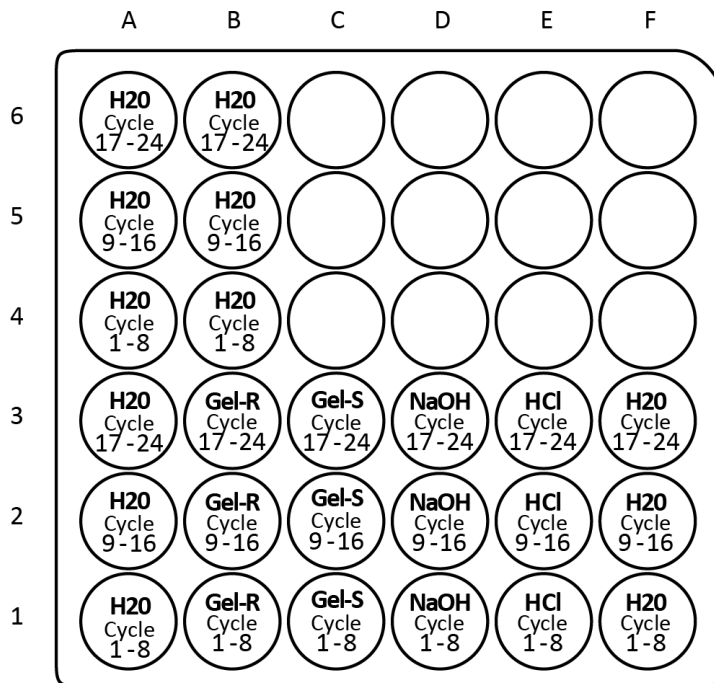 A B C D E F
6
H20 H20
Cycle Cycle
17-24 17-24
5
H20 H20
Cycle Cycle
9-16 9-16
4
H20 H20
Cycle Cycle
1-8 1-8
3
H20 Gel-R Gel-S NaOH HCl H20
Cycle Cycle Cycle Cycle Cycle Cycle
17-24 17-24 17-24 17-24 17-24 17-24
2
H20 Gel-R Gel-S NaOH HCl H20
Cycle Cycle Cycle Cycle Cycle Cycle
9-16 9-16 9-16 9-16 9-16 9-16
1
H20 Gel-R Gel-S NaOH HCl H20
Cycle Cycle Cycle Cycle Cycle Cycle
1-8 1-8 1-8 1-8 1-8 1-8